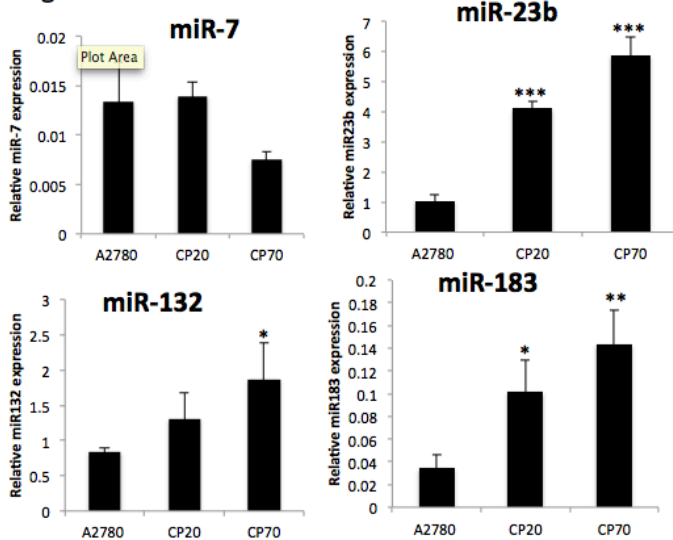 miR-7
Relative miR-7 expression
0.02
0.015
0.01
0.005
0
Plot Area
A2780 CP20 CP70
miR-23b
Relative miR23b expression
7
6
5
4
3
2
1
0
***
***
A2780 CP20 CP70
miR-132
Relative miR132 expression
3
2.5
2
1.5
1
0.5
0
*
A2780 CP20 CP70
miR-183
Relative miR183 expression
0.2
0.18
0.16
0.14
0.12
0.1
0.08
0.06
0.04
0.02
0
*
**
A2780 CP20 CP70